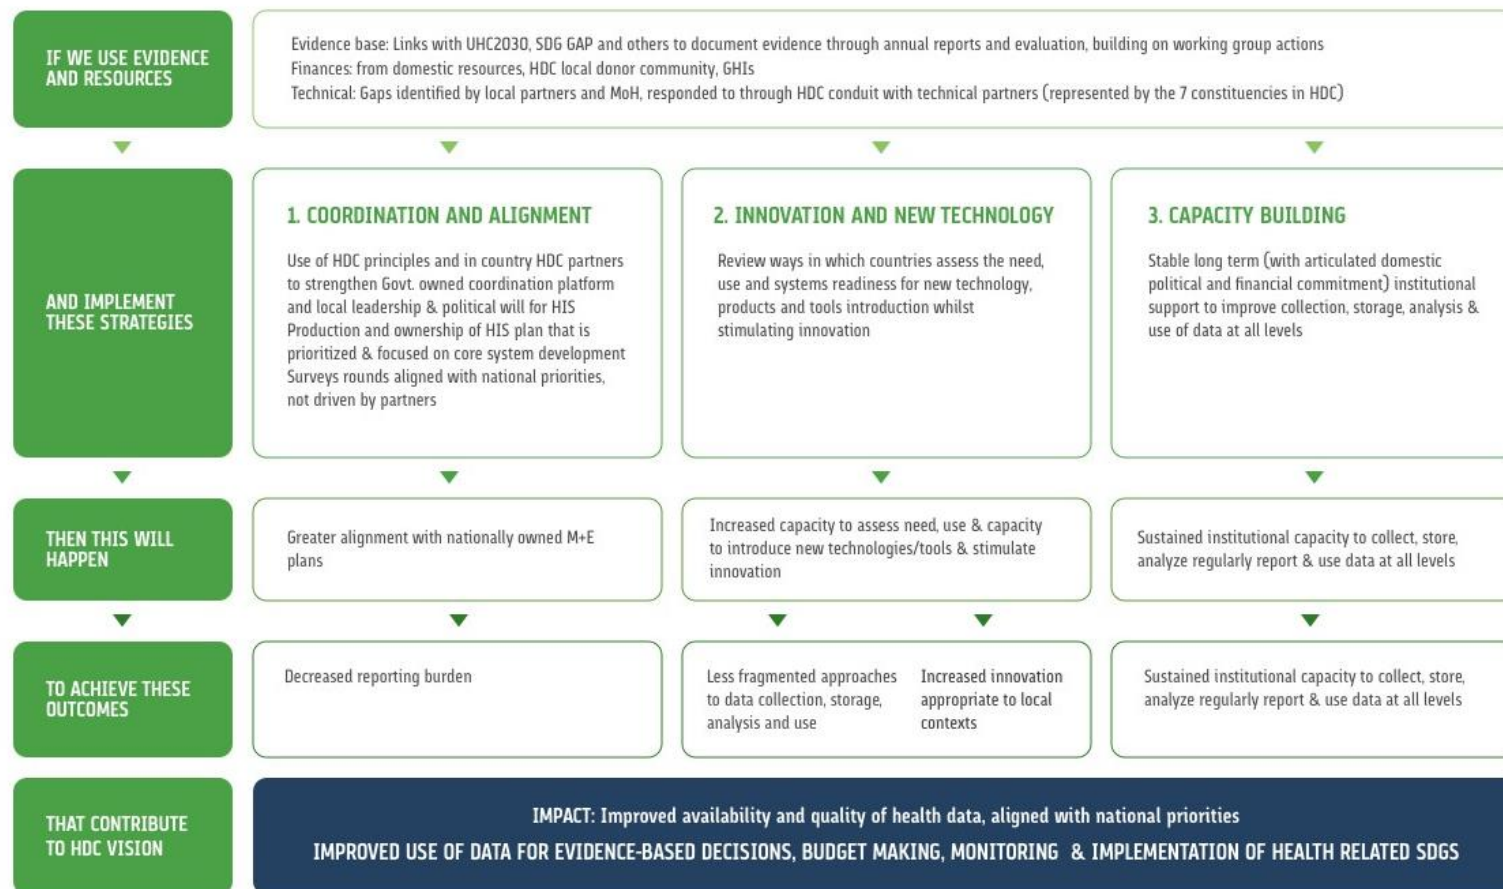 IF WE USE EVIDENCE
AND RESOURCES
Evidence base: Links with UHC2030, SDG GAP and others to document evidence through annual reports and evaluation, building on working group actions
Finances: from domestic resources, HDC local donor community, GHIs
Technical: Gaps identified by local partners and MoH, responded to through HDC conduit with technical partners (represented by the 7 constituencies in HDC)
AND IMPLEMENT
THESE STRATEGIES
1. COORDINATION AND ALIGNMENT
Use of HDC principles and in country HDC partners
to strengthen Govt. owned coordination platform
and local leadership & political will for HIS
Production and ownership of HIS plan that is
prioritized & focused on core system development
Surveys rounds aligned with national priorities,
not driven by partners
2. INNOVATION AND NEW TECHNOLOGY
Review ways in which countries assess the need,
use and systems readiness for new technology,
products and tools introduction whilst
stimulating innovation
3. CAPACITY BUILDING
Stable long term (with articulated domestic
political and financial commitment) institutional
support to improve collection, storage, analysis &
use of data at all levels
THEN THIS WILL
HAPPEN
Greater alignment with nationally owned M+E
plans
Increased capacity to assess need, use & capacity
to introduce new technologies/tools & stimulate
innovation
Sustained institutional capacity to collect, store,
analyze regularly report & use data at all levels
TO ACHIEVE THESE
OUTCOMES
Decreased reporting burden
Less fragmented approaches
to data collection, storage,
analysis and use
Increased innovation
appropriate to local
contexts
Sustained institutional capacity to collect, store,
analyze regularly report & use data at all levels
THAT CONTRIBUTE
TO HDC VISION
IMPACT: Improved availability and quality of health data, aligned with national priorities
IMPROVED USE OF DATA FOR EVIDENCE-BASED DECISIONS, BUDGET MAKING, MONITORING & IMPLEMENTATION OF HEALTH RELATED SDGS